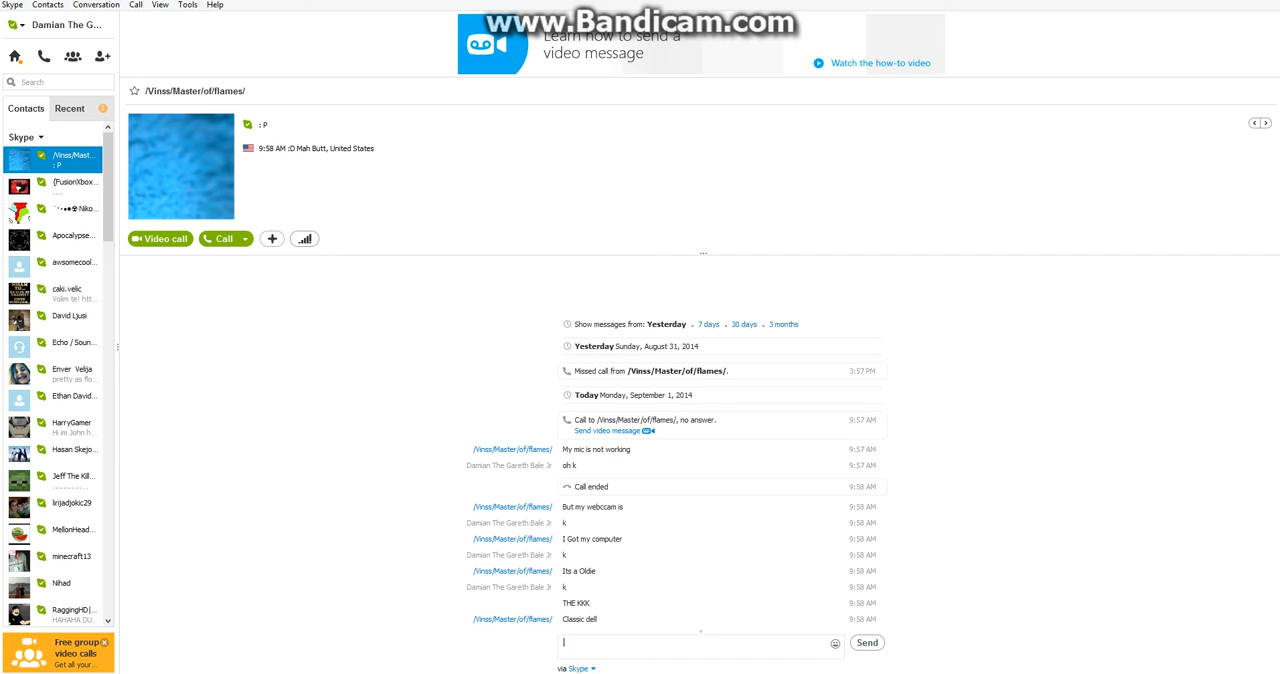 Skype Contacts Conversation Call View Tools Help
www.Bandicam.com
Damian The G...
Learn how to send a
video message
Watch the how-to video
Search
/Vinss/Master/of/flames/
Contacts Recent
: P
Skype
9:58 AM :D Mah Butt, United States
/Vinss/Mast...
: P
{FusionXbox...
....
Niko...
Apocalypse...
Video call Call
awsomecool...
caki.velic
Volim te! htt...
David Ljusi
Echo / Soun...
Enver Velija
pretty as flo...
Ethan David...
HarryGamer
Hi im John h...
Hasan Skejo...
Jeff The Kill...
lirijadjokic29
MellonHead...
minecraft13
Nihad
RaggingHD|...
HAHAHA DU...
Free group
video calls
Get all your...
Show messages from: Yesterday . 7 days . 30 days . 3 months
Yesterday Sunday, August 31, 2014
Missed call from /Vinss/Master/of/flames/. 3:57 PM
Today Monday, September 1, 2014
Call to /Vinss/Master/of/flames/, no answer. 9:57 AM
Send video message
/Vinss/Master/of/flames/ My mic is not working 9:57 AM
Damian The Gareth Bale Jr oh k 9:57 AM
Call ended 9:58 AM
/Vinss/Master/of/flames/ But my webccam is 9:58 AM
Damian The Gareth Bale Jr k 9:58 AM
/Vinss/Master/of/flames/ I Got my computer 9:58 AM
Damian The Gareth Bale Jr k 9:58 AM
/Vinss/Master/of/flames/ Its a Oldie 9:58 AM
Damian The Gareth Bale Jr k 9:58 AM
THE KKK 9:58 AM
/Vinss/Master/of/flames/ Classic dell 9:58 AM
Send
via Skype